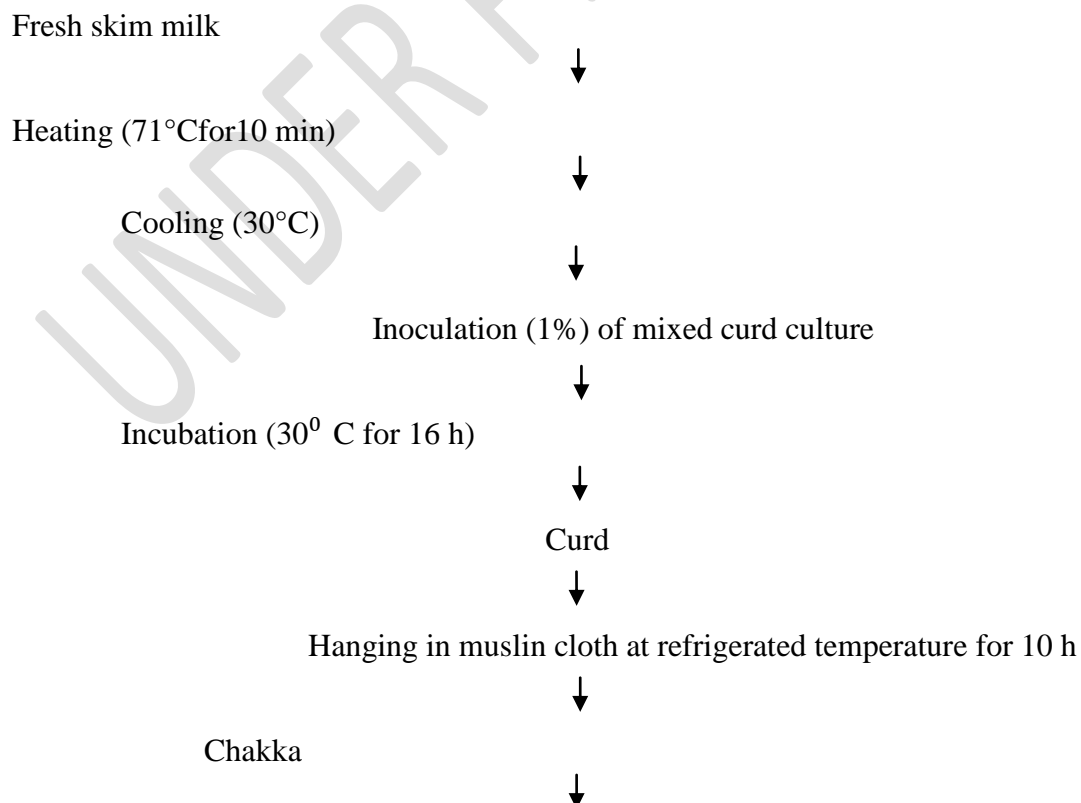 Fresh skim milk
Heating (71°Cfor10 min)
Cooling (30°C)
Inoculation (1%) of mixed curd culture
Incubation (30⁰ C for 16 h)
Curd
Hanging in muslin cloth at refrigerated temperature for 10 h
Chakka
UNDER